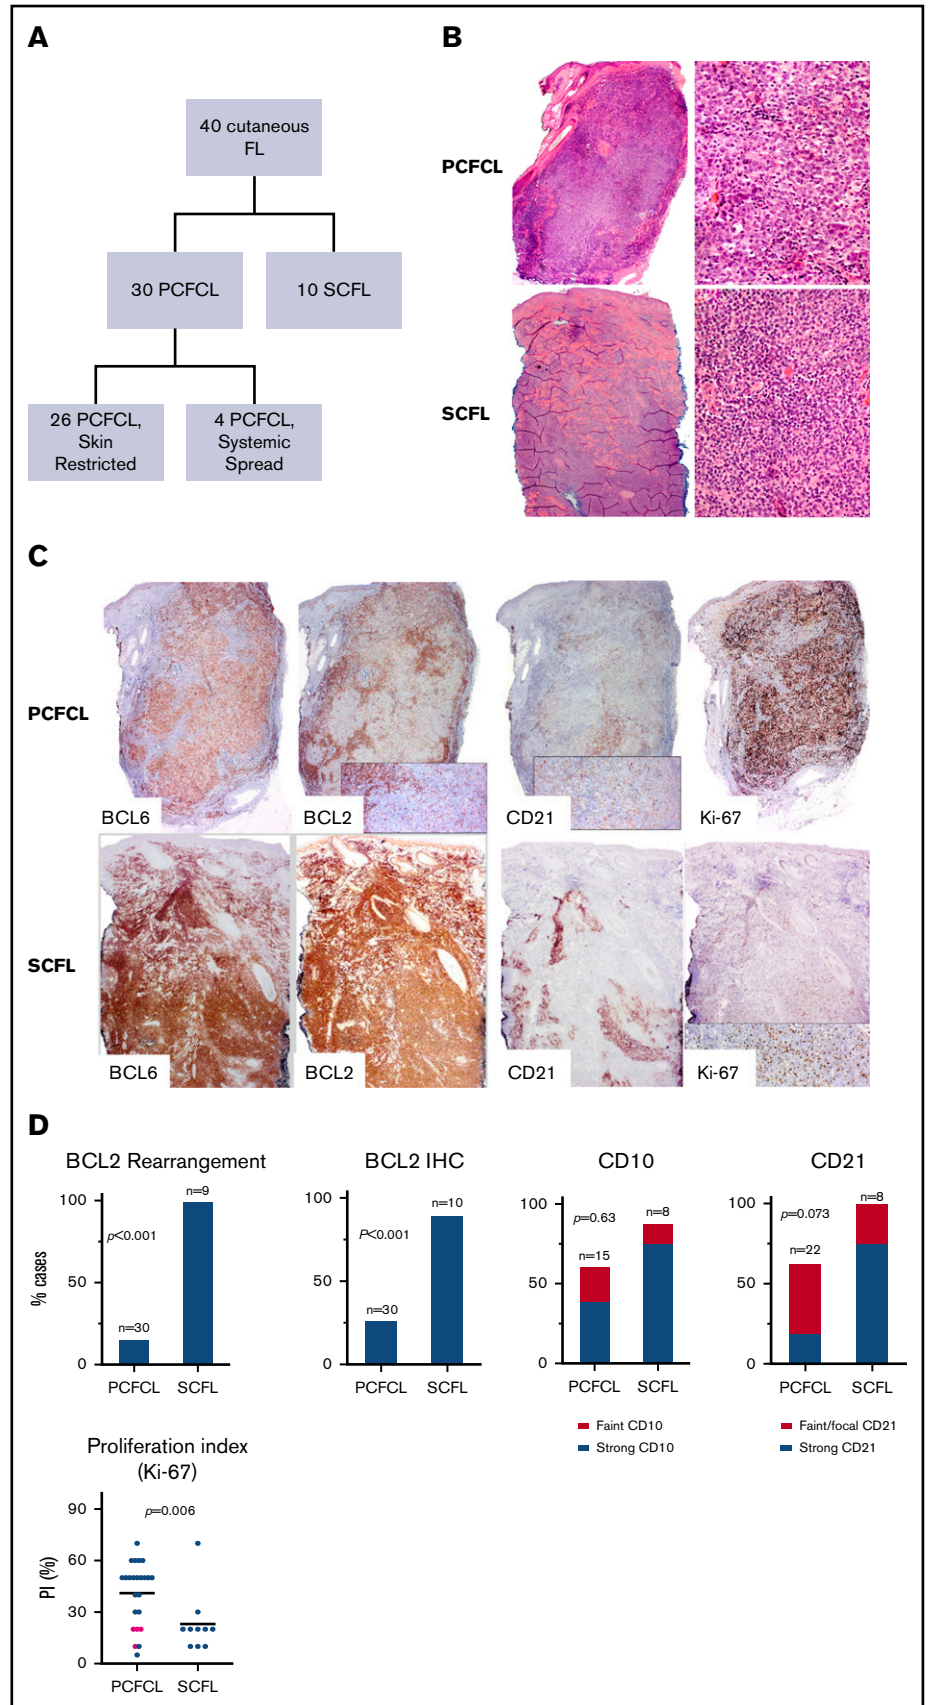 A
40 cutaneous
FL
30 PCFCL
10 SCFL
26 PCFCL,
Skin
Restricted
4 PCFCL,
Systemic
Spread
B
PCFCL
SCFL
C
PCFCL
BCL6
BCL2
CD21
Ki-67
SCFL
BCL6
BCL2
CD21
Ki-67
D
BCL2 Rearrangement
% cases
100
50
0
p<0.001
n=30
n=9
PCFCL
SCFL
BCL2 IHC
100
50
0
P<0.001
n=30
n=10
PCFCL
SCFL
CD10
100
50
0
p=0.63
n=15
n=8
PCFCL
SCFL
Faint CD10
Strong CD10
CD21
100
50
0
p=0.073
n=22
n=8
PCFCL
SCFL
Faint/focal CD21
Strong CD21
Proliferation index
(Ki-67)
PI (%)
90
60
30
0
p=0.006
PCFCL
SCFL